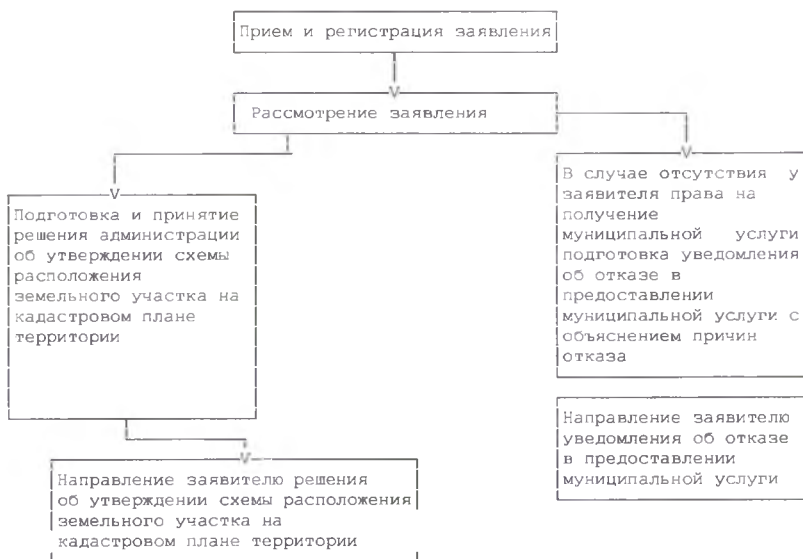 Прием и регистрация заявления
Рассмотрение заявления
Подготовка и принятие
решения администрации
об утверждении схемы
расположения
земельного участка на
кадастровом плане
территории
В случае отсутствия у
заявителя права на
получение
муниципальной услуги
подготовка уведомления
об отказе в
предоставлении
муниципальной услуги с
объяснением причин
отказа
Направление заявителю
уведомления об отказе
в предоставлении
муниципальной услуги
Направление заявителю решения
об утверждении схемы расположения
земельного участка на
кадастровом плане территории